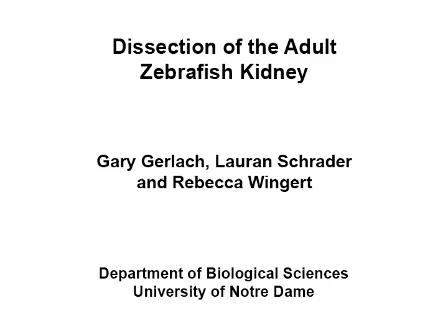 Dissection of the Adult
Zebrafish Kidney
Gary Gerlach, Lauran Schrader
and Rebecca Wingert
Department of Biological Sciences
University of Notre Dame